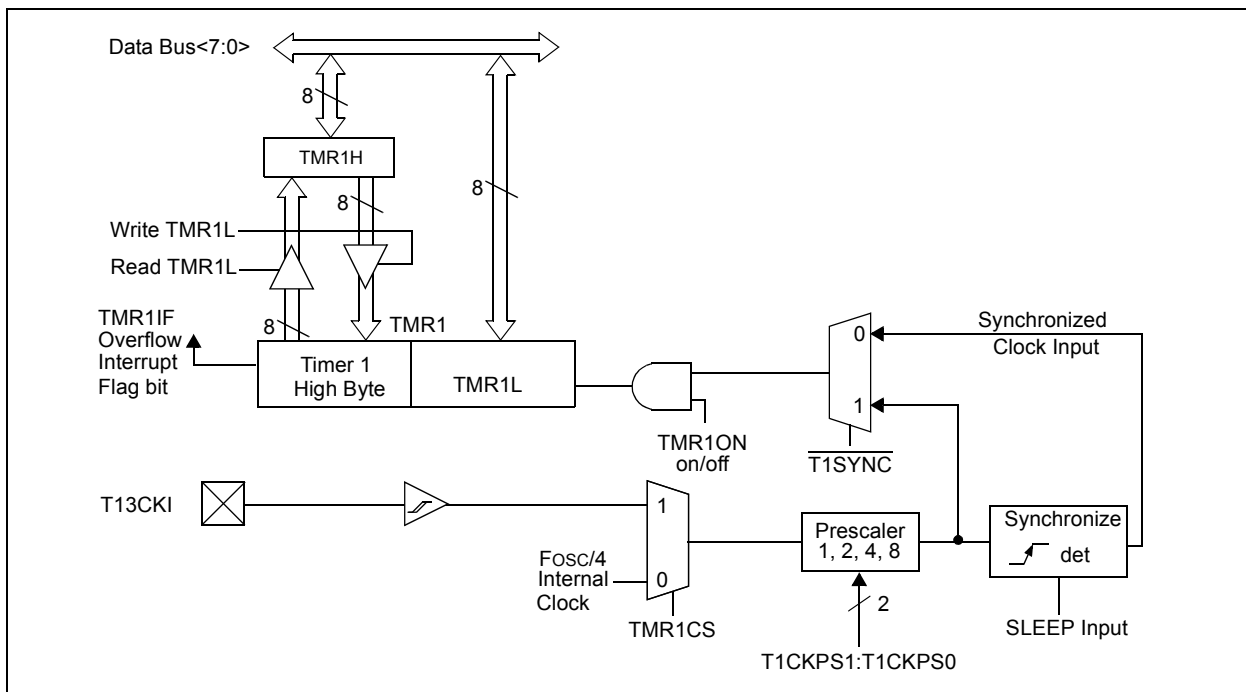 Data Bus<7:0>
8
TMR1H
8
8
Write TMR1L
Read TMR1L
TMR1IF
Overflow
Interrupt
Flag bit
8
TMR1
Timer 1
High Byte
TMR1L
TMR1ON
on/off
0
1
T1SYNC
Synchronized
Clock Input
T13CKI
1
0
FOSC/4
Internal
Clock
TMR1CS
Prescaler
1, 2, 4, 8
2
T1CKPS1:T1CKPS0
Synchronize
det
SLEEP Input